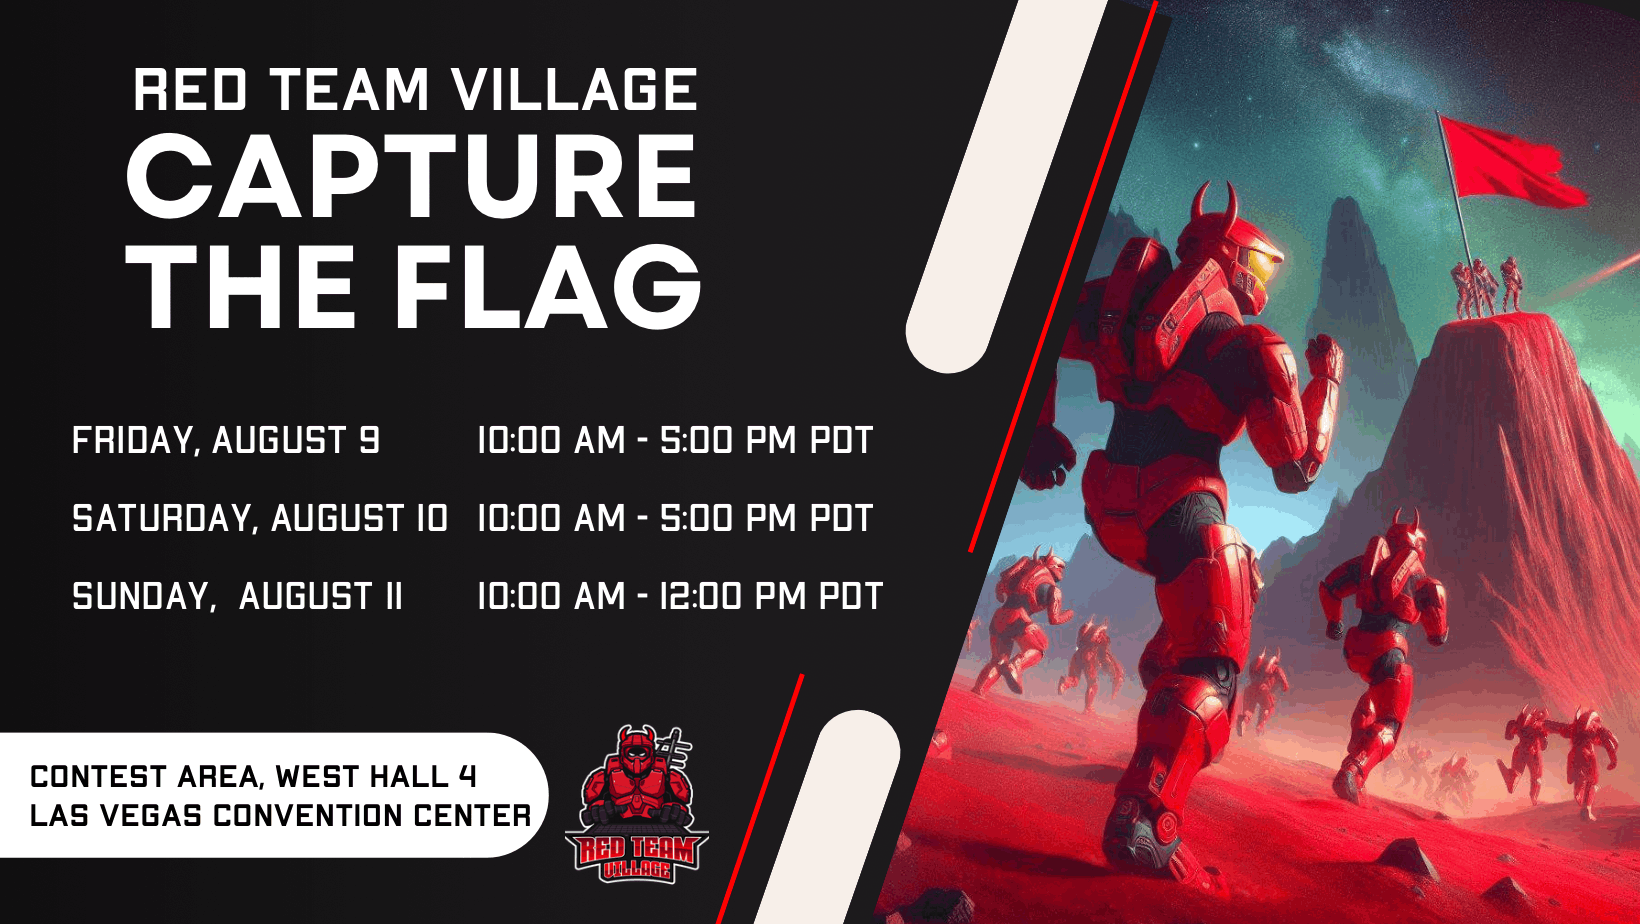 RED TEAM VILLAGE
CAPTURE
THE FLAG
FRIDAY, AUGUST 9 10:00 AM - 5:00 PM PDT
SATURDAY, AUGUST 10 10:00 AM - 5:00 PM PDT
SUNDAY, AUGUST 11 10:00 AM - 12:00 PM PDT
CONTEST AREA, WEST HALL 4
LAS VEGAS CONVENTION CENTER
RED TEAM
VILLAGE